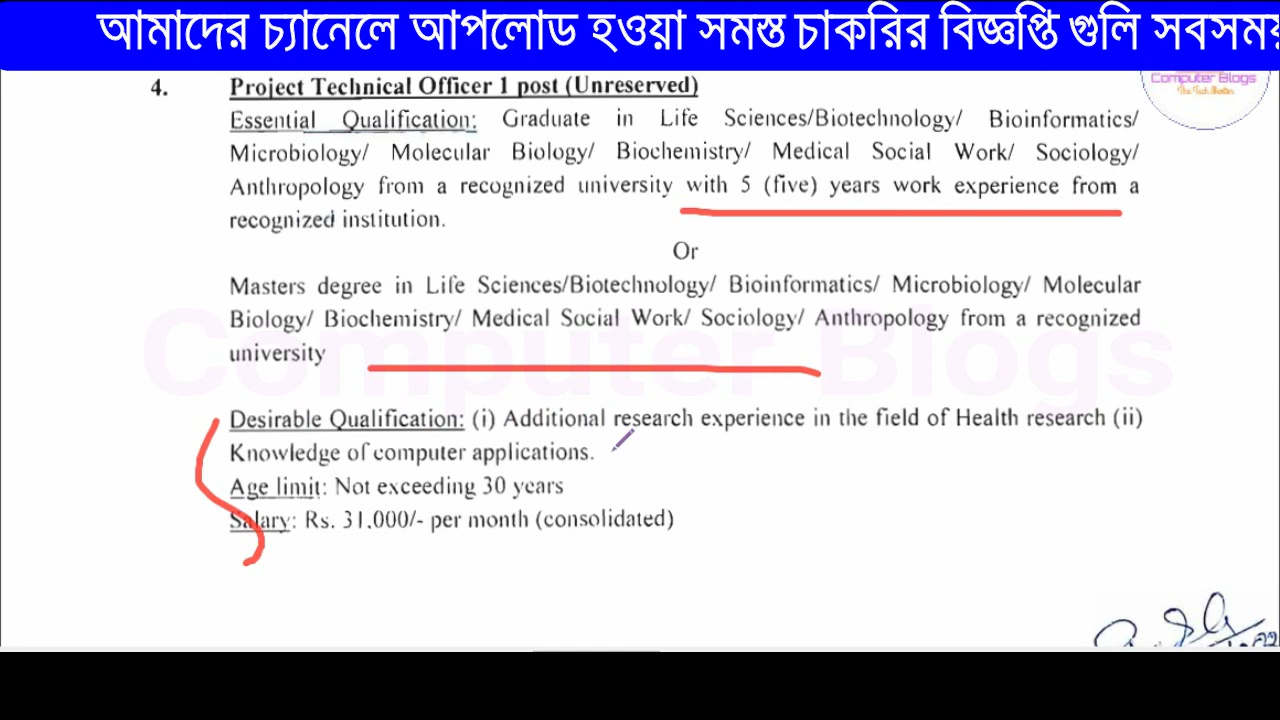 আমাদের চ্যানেলে আপলোড হওয়া সমস্ত চাকরির বিজ্ঞপ্তি গুলি সবসময়
Computer Blogs
The Tech Mentor
4. Project Technical Officer 1 post (Unreserved)
Essential Qualification: Graduate in Life Sciences/Biotechnology/ Bioinformatics/
Microbiology/ Molecular Biology/ Biochemistry/ Medical Social Work/ Sociology/
Anthropology from a recognized university with 5 (five) years work experience from a
recognized institution.
Or
Masters degree in Life Sciences/Biotechnology/ Bioinformatics/ Microbiology/ Molecular
Biology/ Biochemistry/ Medical Social Work/ Sociology/ Anthropology from a recognized
university
Computer Blogs
Desirable Qualification: (i) Additional research experience in the field of Health research (ii)
Knowledge of computer applications.
Age limit: Not exceeding 30 years
Salary: Rs. 31,000/- per month (consolidated)